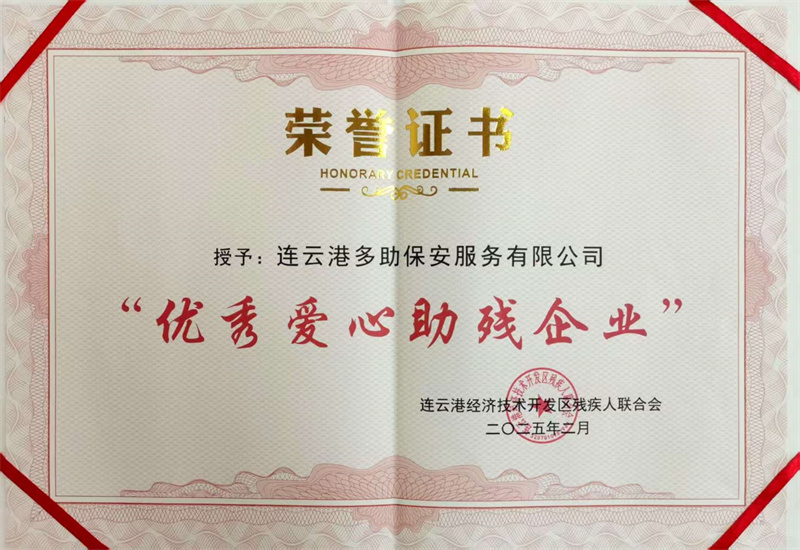 荣誉证书
HONORARY CREDENTIAL
授予：连云港多助保安服务有限公司
“优秀爱心助残企业”
连云港经济技术开发区残疾人联合会
二〇二五年二月